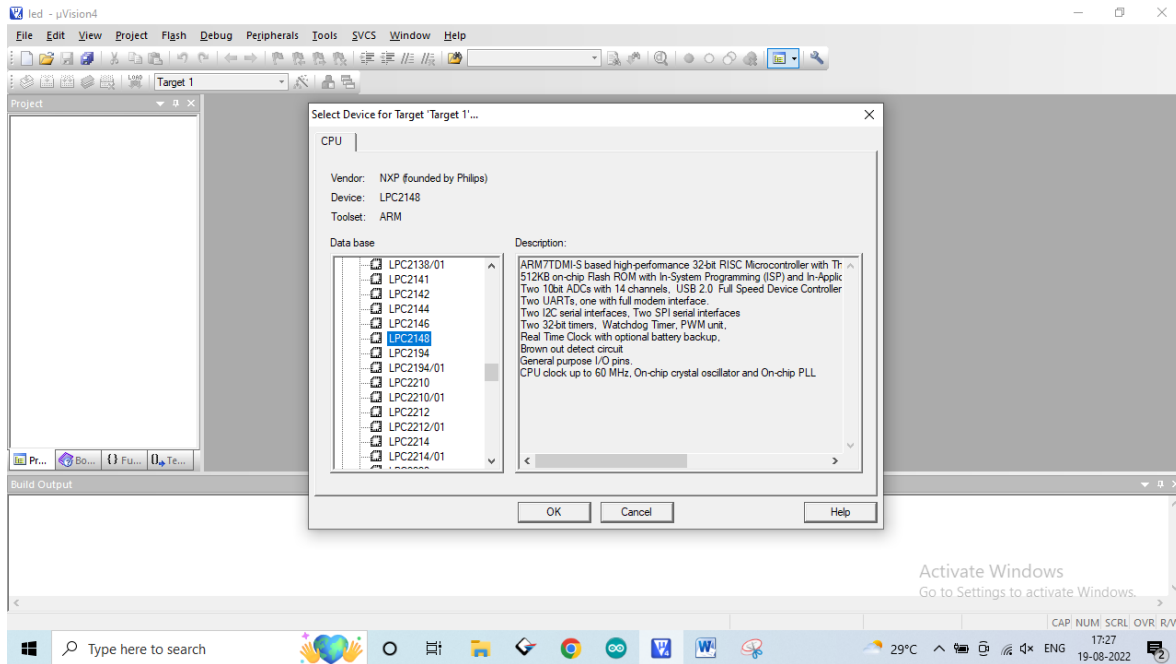 led - µVision4
File Edit View Project Flash Debug Peripherals Tools SVCS Window Help
Target 1
Project
Select Device for Target 'Target 1'...
CPU
Vendor: NXP (founded by Philips)
Device: LPC2148
Toolset: ARM
Data base
LPC2138/01
LPC2141
LPC2142
LPC2144
LPC2146
LPC2148
LPC2194
LPC2194/01
LPC2210
LPC2210/01
LPC2212
LPC2212/01
LPC2214
LPC2214/01
Description:
ARM7TDMI-S based high-performance 32-bit RISC Microcontroller with Th
512KB on-chip Flash ROM with In-System Programming (ISP) and In-Applic
Two 10bit ADCs with 14 channels, USB 2.0 Full Speed Device Controller
Two UARTs, one with full modem interface.
Two I2C serial interfaces, Two SPI serial interfaces
Two 32-bit timers, Watchdog Timer, PWM unit,
Real Time Clock with optional battery backup,
Brown out detect circuit
General purpose I/O pins.
CPU clock up to 60 MHz, On-chip crystal oscillator and On-chip PLL
OK Cancel Help
Pr... Bo... {} Fu... Te...
Build Output
Activate Windows
Go to Settings to activate Windows.
CAP NUM SCRL OVR R/W
Type here to search
29°C ENG
17:27
19-08-2022
2